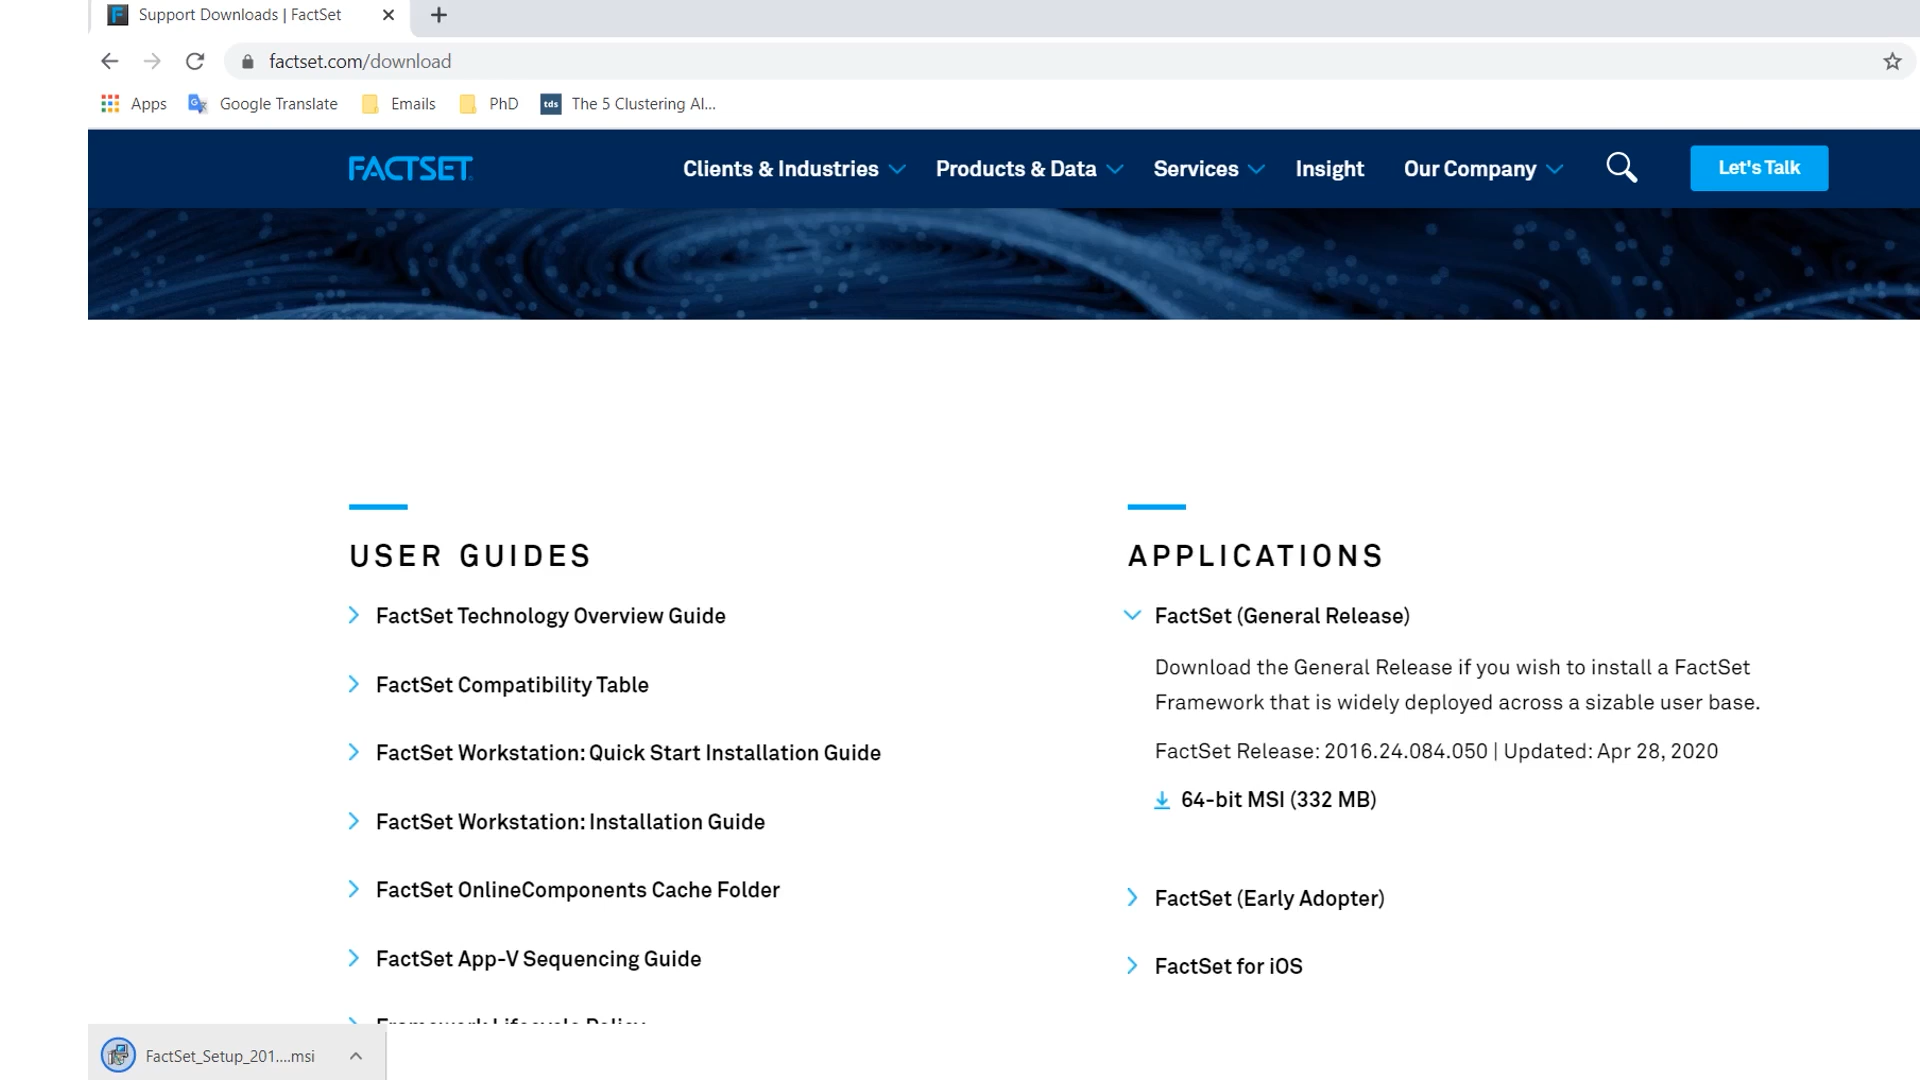 Support Downloads | FactSet
factset.com/download
Apps Google Translate Emails PhD tds The 5 Clustering Al...
FACTSET Clients & Industries Products & Data Services Insight Our Company Let's Talk
USER GUIDES
FactSet Technology Overview Guide
FactSet Compatibility Table
FactSet Workstation: Quick Start Installation Guide
FactSet Workstation: Installation Guide
FactSet OnlineComponents Cache Folder
FactSet App-V Sequencing Guide
Framework Lifecycle Policy
APPLICATIONS
FactSet (General Release)
Download the General Release if you wish to install a FactSet
Framework that is widely deployed across a sizable user base.
FactSet Release: 2016.24.084.050 | Updated: Apr 28, 2020
64-bit MSI (332 MB)
FactSet (Early Adopter)
FactSet for iOS
FactSet_Setup_201....msi